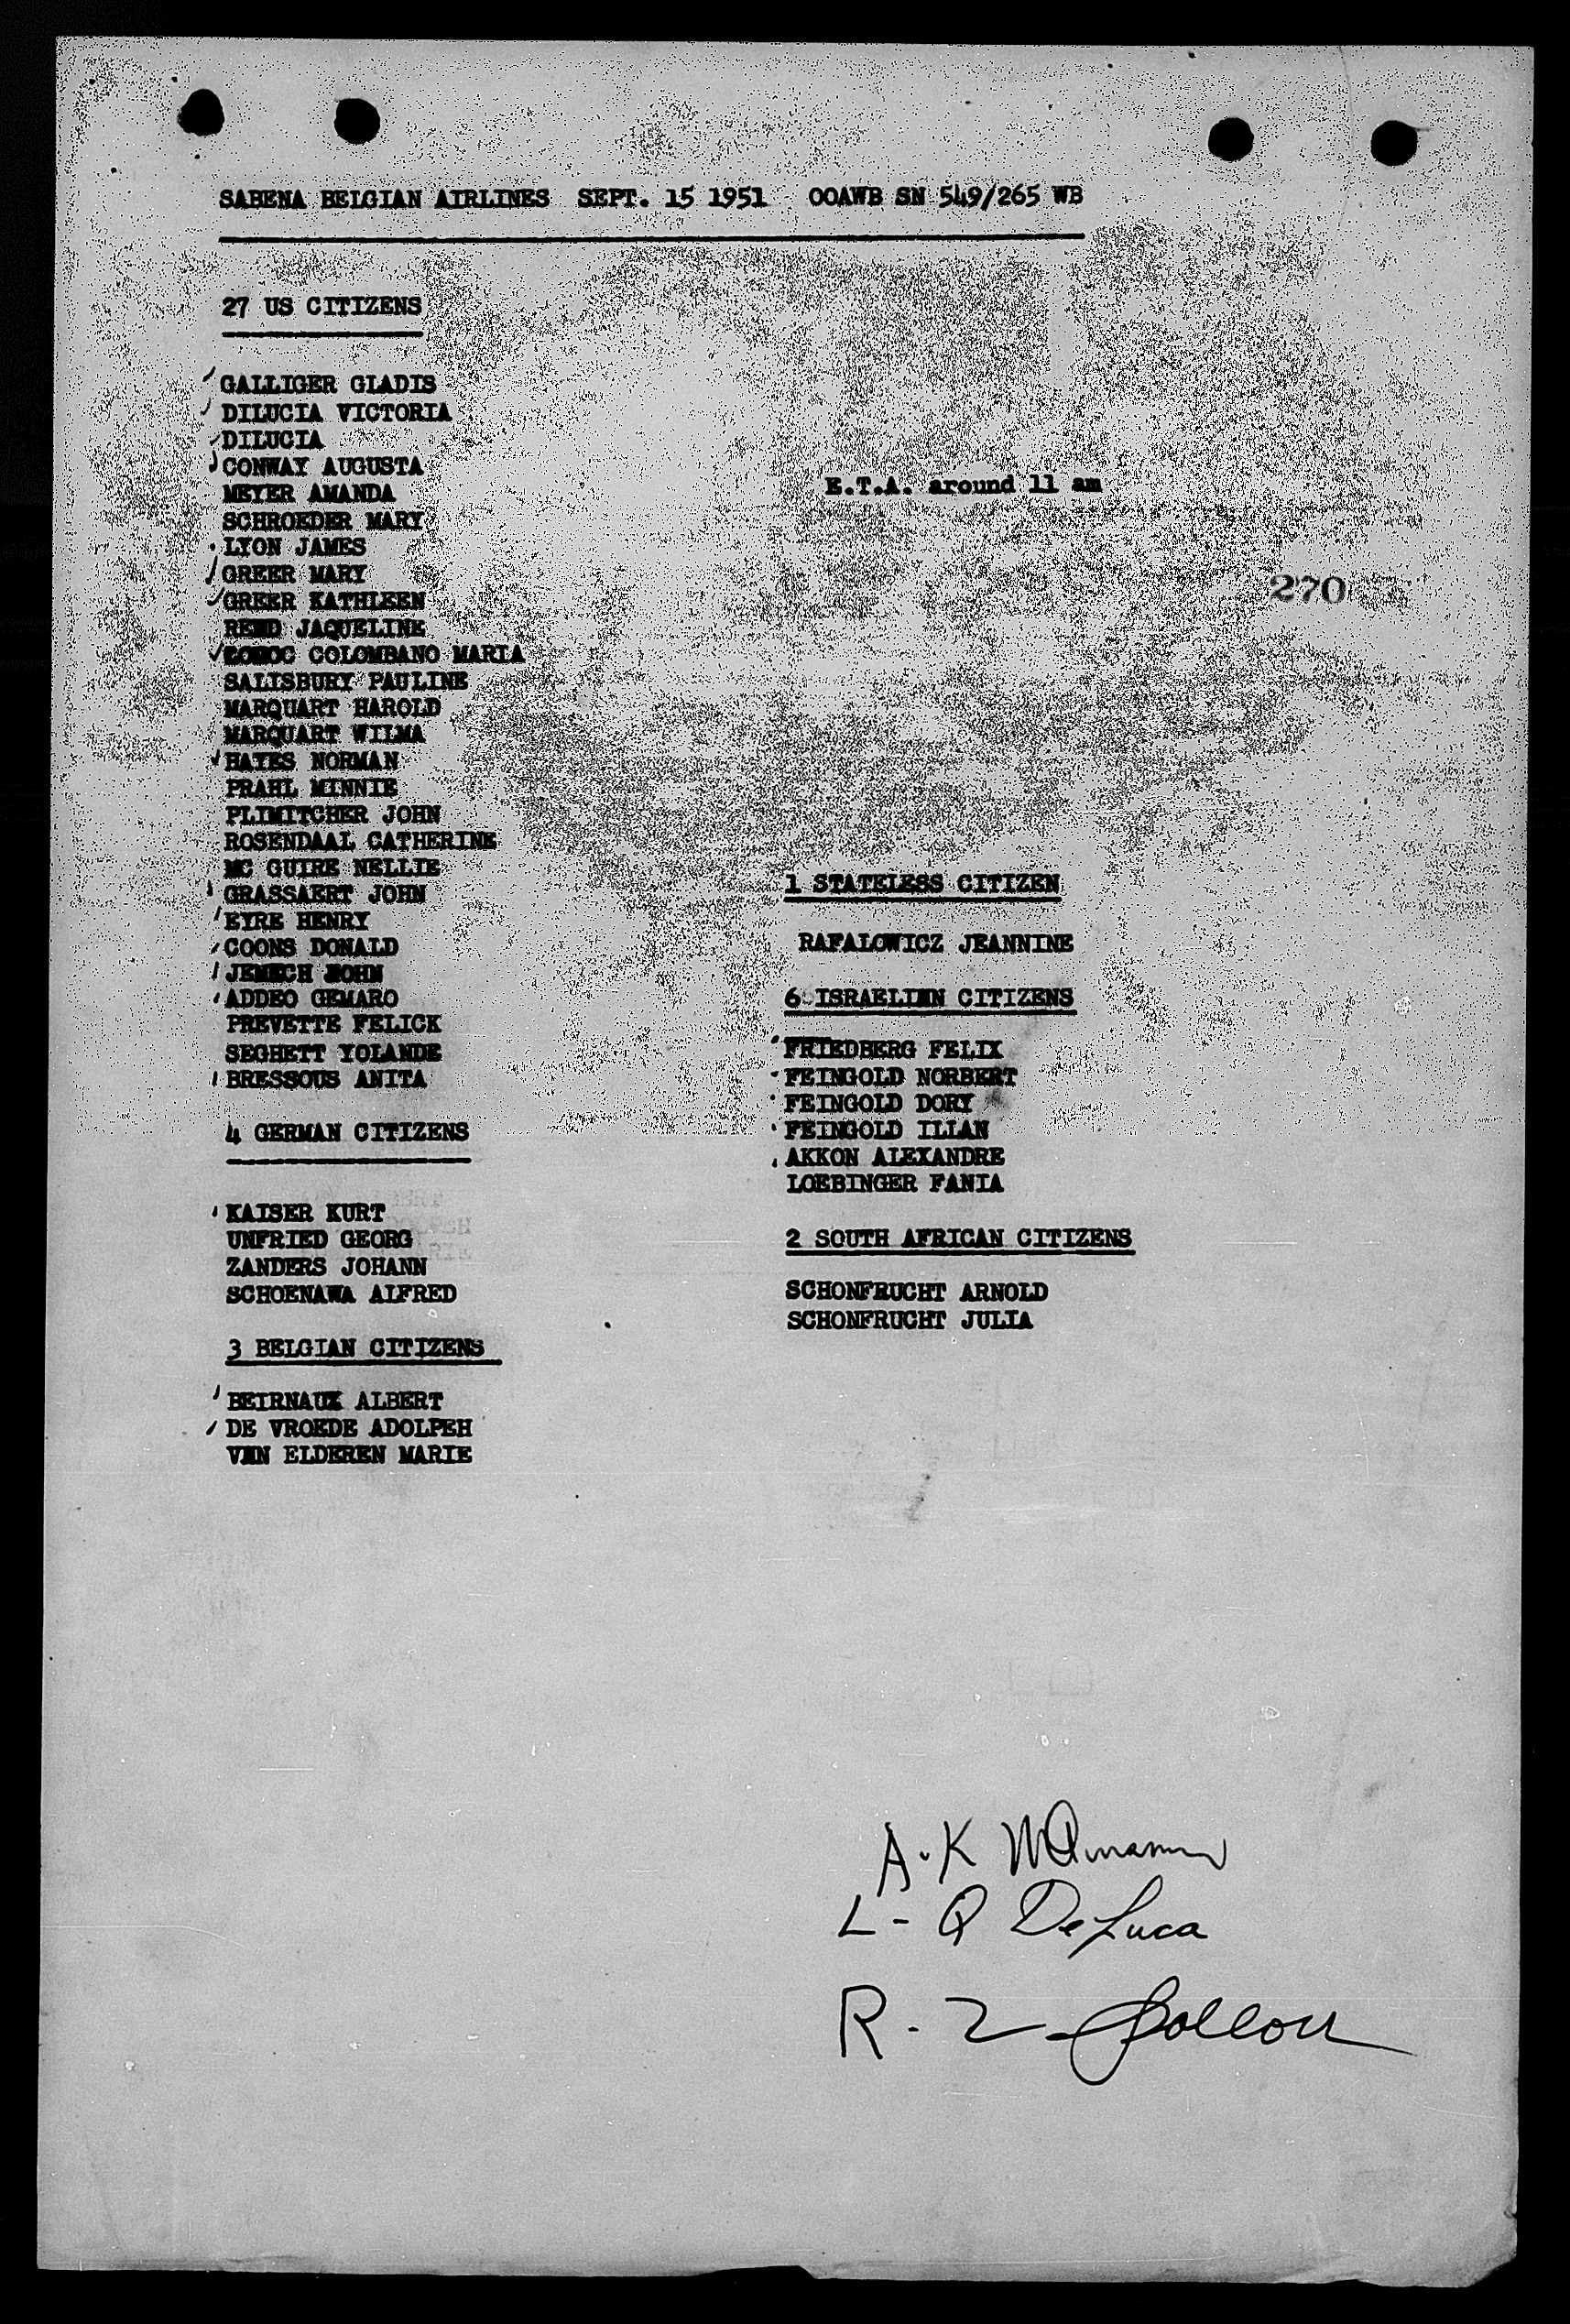 SABENA BELGIAN AIRLINES SEPT. 15 1951 OOAWB SN 549/265 WB
27 US CITIZENS
GALLIGER GLADIS
DILUCIA VICTORIA
DILUCIA
CONWAY AUGUSTA
MEYER AMANDA
SCHROEDER MARY
LYON JAMES
GREER MARY
GREER KATHLEEN
JAQUELINE
COLOMBANO MARIA
SALISBURY PAULINE
MARQUART HAROLD
MARQUART WILMA
HAYES NORMAN
PRAHL MINNIE
PLIMITCHER JOHN
ROSENDAAL CATHERINE
MC GUIRE NELLIE
GRASSAERT JOHN
EYRE HENRY
COONS DONALD
JEMECH JOHN
ADDEO GEMARO
PREVETTE FELICK
SEGHETT YOLANDE
BRESSOUS ANITA
4 GERMAN CITIZENS
KAISER KURT
UNFRIED GEORG
ZANDERS JOHANN
SCHOENAWA ALFRED
3 BELGIAN CITIZENS
BEIRNAUX ALBERT
DE VROEDE ADOLPEH
VAN ELDEREN MARIE
E.T.A. around 11 am
270
1 STATELESS CITIZEN
RAFALOWICZ JEANNINE
6 ISRAELIEN CITIZENS
FRIEDBERG FELIX
FEINGOLD NORBERT
FEINGOLD DORY
FEINGOLD ILIAN
AKKON ALEXANDRE
LOEBINGER FANIA
2 SOUTH AFRICAN CITIZENS
SCHONFRUCHT ARNOLD
SCHONFRUCHT JULIA
A-K
L-Q DeLuca
R-Z